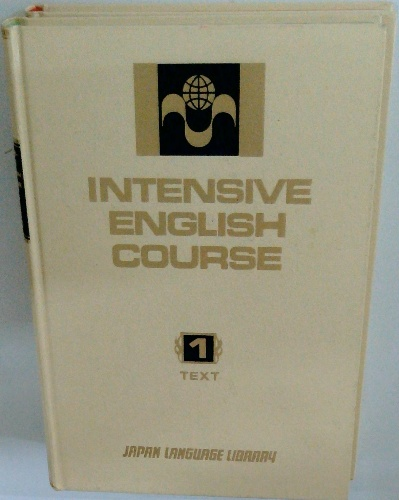 INTENSIVE
ENGLISH
COURSE
1
TEXT
JAPAN LANGUAGE LIBRARY